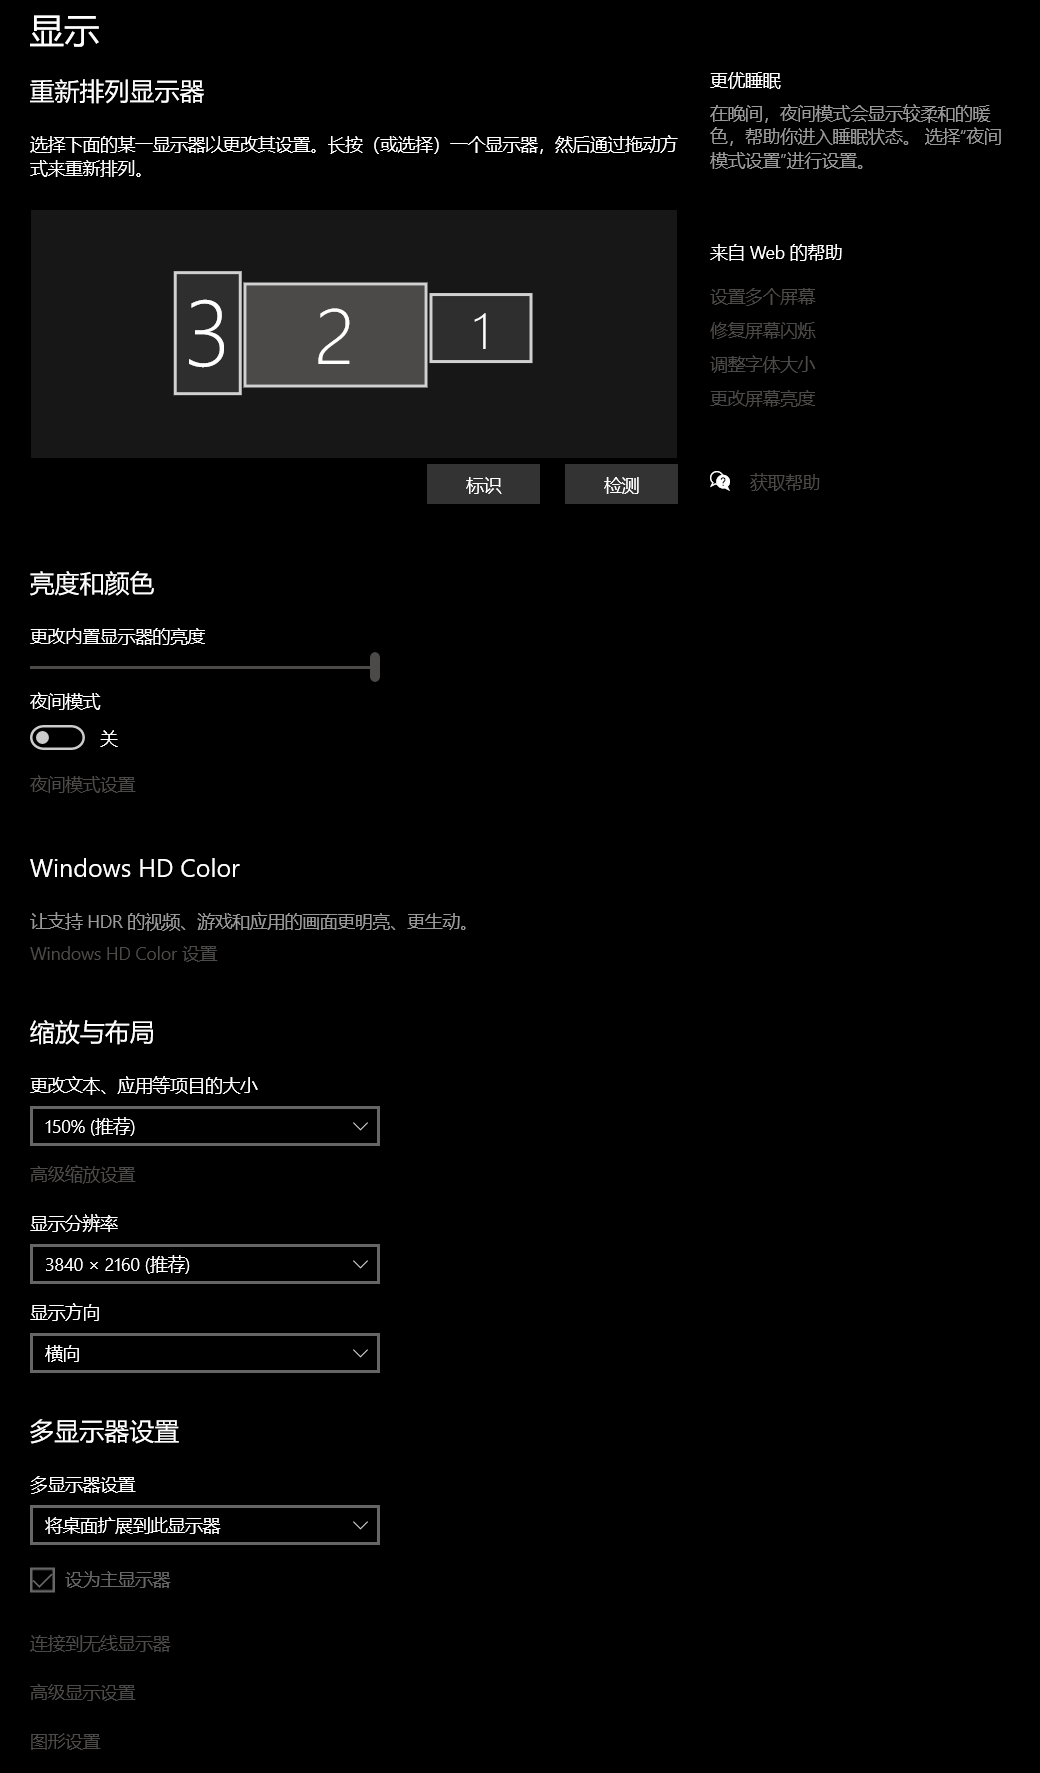 显示
重新排列显示器
选择下面的某一显示器以更改其设置。长按（或选择）一个显示器，然后通过拖动方
式来重新排列。
3
2
1
标识
检测
亮度和颜色
更改内置显示器的亮度
夜间模式
关
夜间模式设置
Windows HD Color
让支持 HDR 的视频、游戏和应用的画面更明亮、更生动。
Windows HD Color 设置
缩放与布局
更改文本、应用等项目的大小
150% (推荐)
高级缩放设置
显示分辨率
3840 × 2160 (推荐)
显示方向
横向
多显示器设置
多显示器设置
将桌面扩展到此显示器
设为主显示器
连接到无线显示器
高级显示设置
图形设置
更优睡眠
在晚间，夜间模式会显示较柔和的暖
色，帮助你进入睡眠状态。 选择“夜间
模式设置”进行设置。
来自 Web 的帮助
设置多个屏幕
修复屏幕闪烁
调整字体大小
更改屏幕亮度
获取帮助